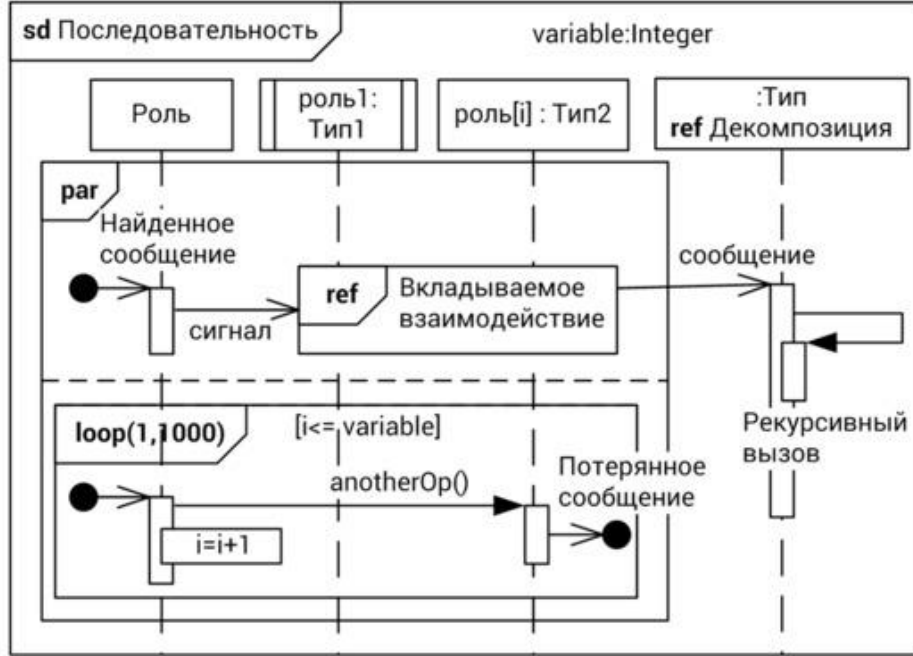 sd Последовательность
variable:Integer
Роль
роль1:
Тип1
роль[i] : Тип2
:Тип
ref Декомпозиция
par
Найденное
сообщение
сигнал
ref
Вкладываемое
взаимодействие
сообщение
Рекурсивный
вызов
loop(1,1000)
[i<= variable]
anotherOp()
Потерянное
сообщение
i=i+1